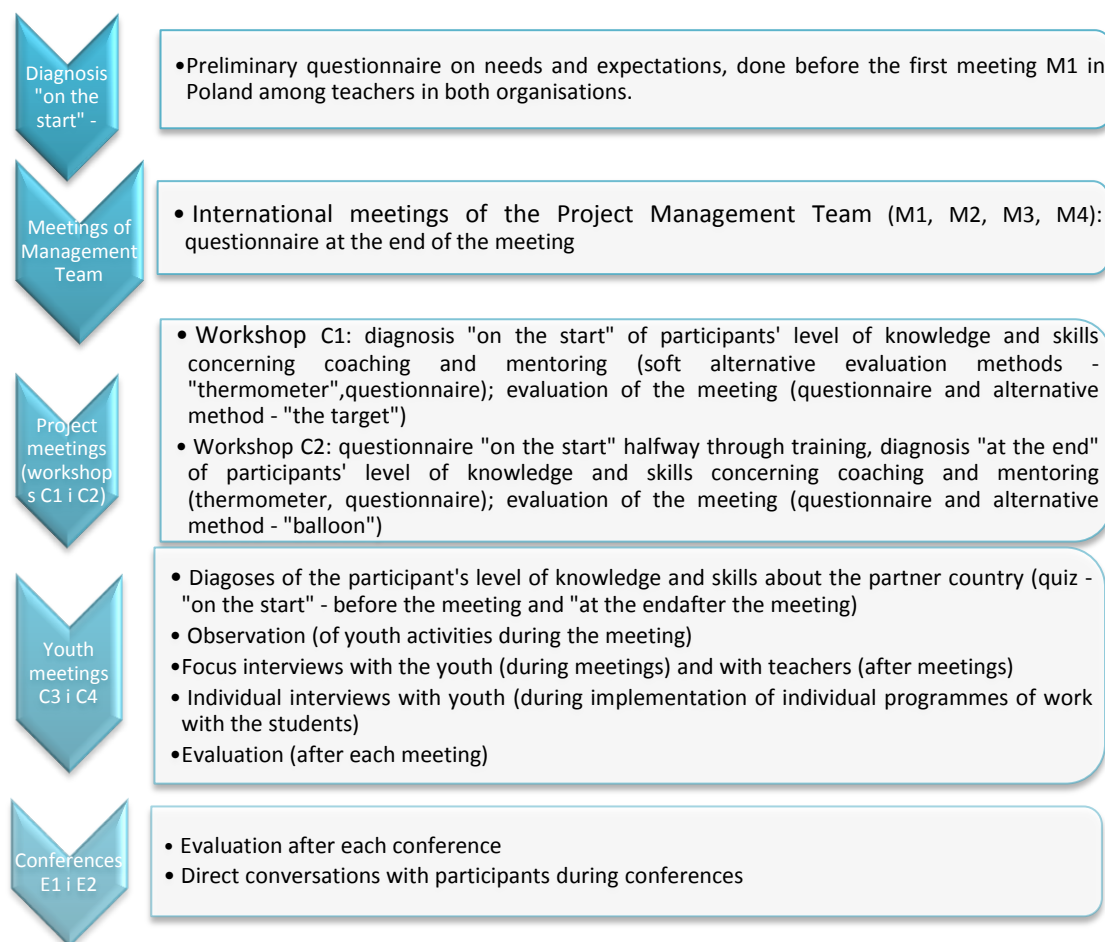 Diagnosis
"on the
start" -
•Preliminary questionnaire on needs and expectations, done before the first meeting M1 in
Poland among teachers in both organisations.
Meetings of
Management
Team
• International meetings of the Project Management Team (M1, M2, M3, M4):
questionnaire at the end of the meeting
Project
meetings
(workshop
s C1 i C2)
• Workshop C1: diagnosis "on the start" of participants' level of knowledge and skills
concerning coaching and mentoring (soft alternative evaluation methods -
"thermometer",questionnaire); evaluation of the meeting (questionnaire and alternative
method - "the target")
• Workshop C2: questionnaire "on the start" halfway through training, diagnosis "at the end"
of participants' level of knowledge and skills concerning coaching and mentoring
(thermometer, questionnaire); evaluation of the meeting (questionnaire and alternative
method - "balloon")
Youth
meetings
C3 i C4
• Diagoses of the participant's level of knowledge and skills about the partner country (quiz -
"on the start" - before the meeting and "at the endafter the meeting)
• Observation (of youth activities during the meeting)
•Focus interviews with the youth (during meetings) and with teachers (after meetings)
• Individual interviews with youth (during implementation of individual programmes of work
with the students)
•Evaluation (after each meeting)
Conferences
E1 i E2
• Evaluation after each conference
• Direct conversations with participants during conferences